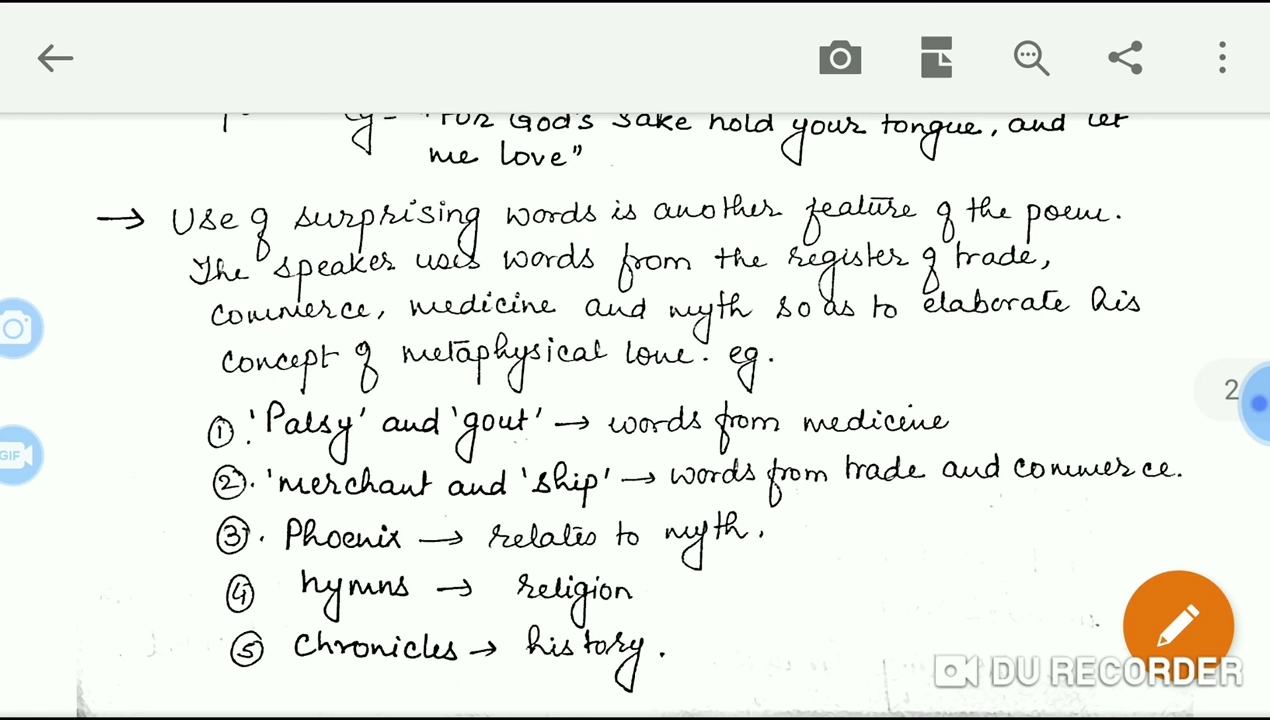 eg- "For God's sake hold your tongue, and let
me love"
→ Use of surprising words is another feature of the poem.
The speaker uses words from the register of trade,
commerce, medicine and myth so as to elaborate his
concept of metaphysical love. eg.
① 'Palsy' and 'gout' → words from medicine
2
②. 'merchant and 'ship' → words from trade and commerce.
③. Phoenix → relates to myth.
④ hymns → religion
⑤ Chronicles → history.
GIF
DU RECORDER